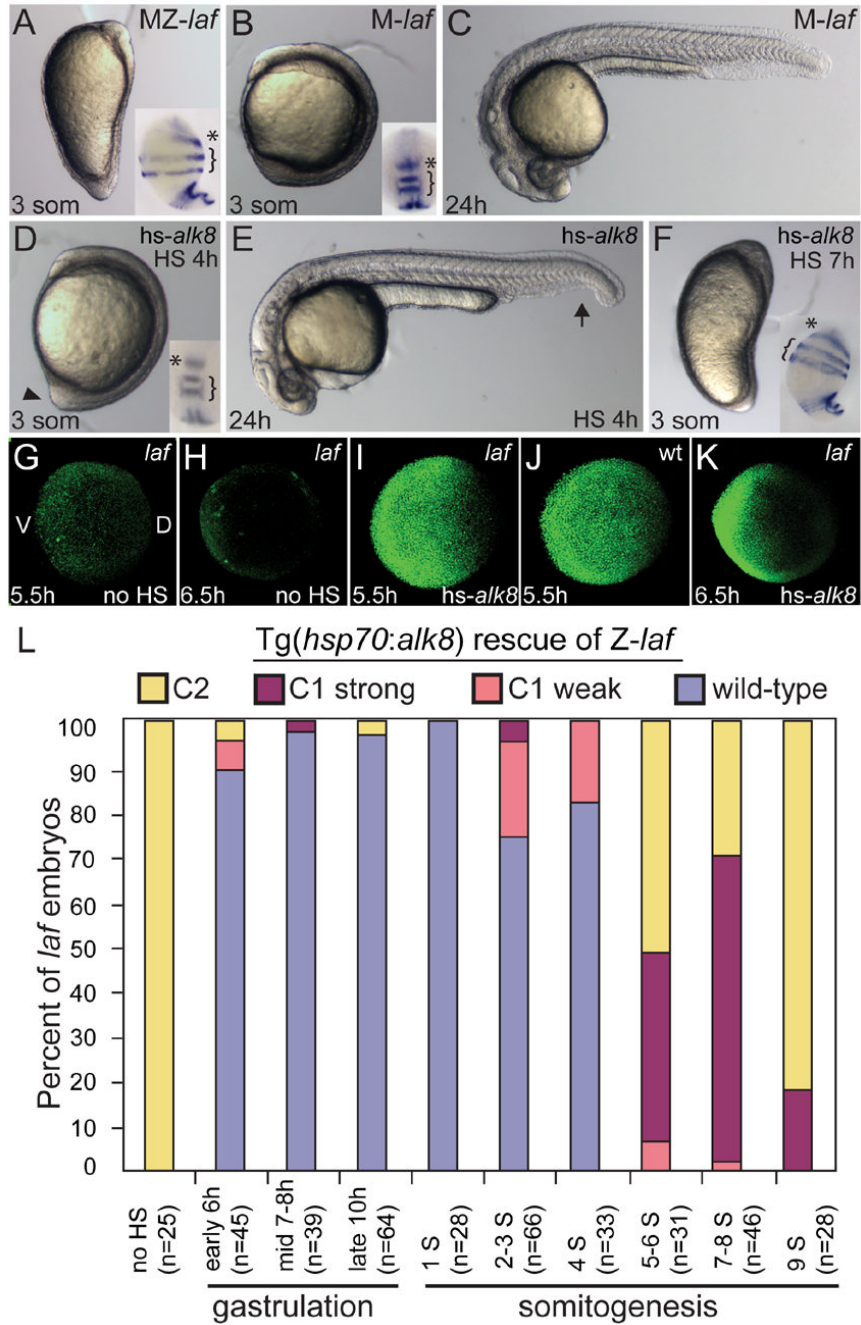 A MZ-laf
*
}
3 som
B M-laf
*
}
3 som
C M-laf
24h
D hs-alk8
HS 4h
*
}
3 som
E hs-alk8
24h HS 4h
F hs-alk8
HS 7h
*
{
3 som
G laf
V D
5.5h no HS
H laf
6.5h no HS
I laf
5.5h hs-alk8
J wt
5.5h
K laf
6.5h hs-alk8
L Tg(hsp70:alk8) rescue of Z-laf
C2 C1 strong C1 weak wild-type
Percent of laf embryos
100
90
80
70
60
50
40
30
20
10
0
no HS
(n=25)
early 6h
(n=45)
mid 7-8h
(n=39)
late 10h
(n=64)
1 S
(n=28)
2-3 S
(n=66)
4 S
(n=33)
5-6 S
(n=31)
7-8 S
(n=46)
9 S
(n=28)
gastrulation somitogenesis